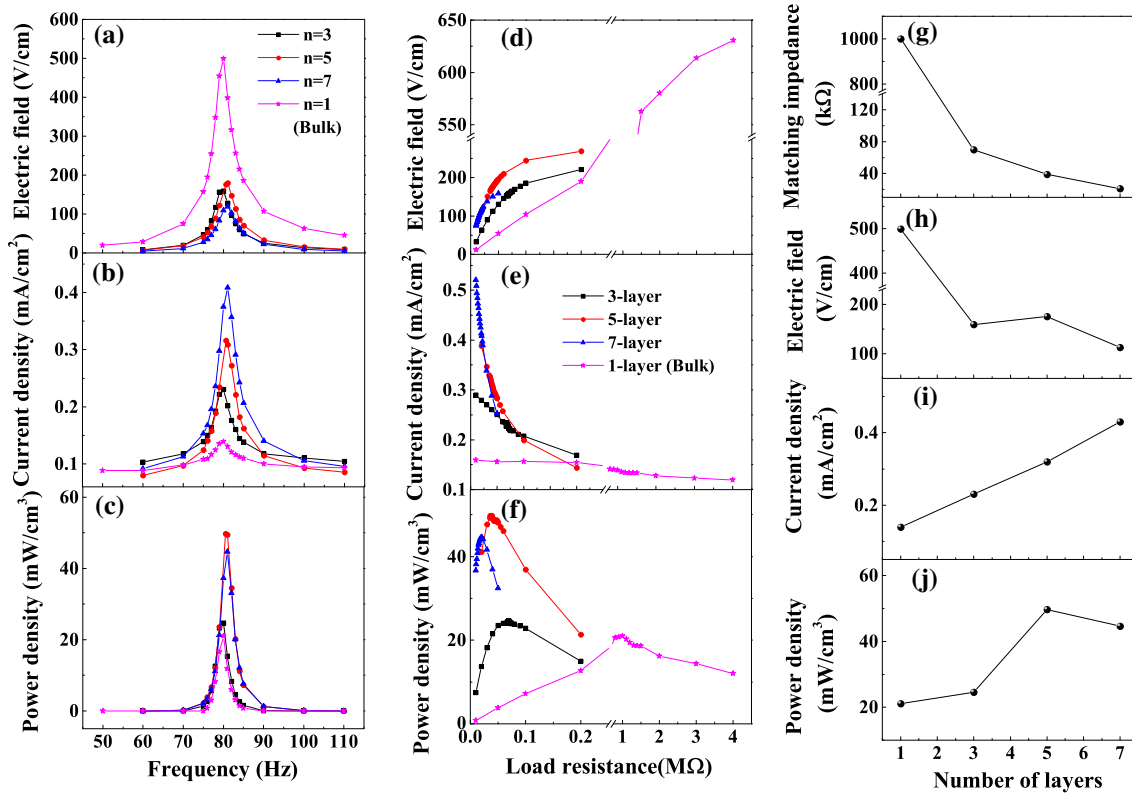 (a)
n=3
n=5
n=7
n=1
(Bulk)
600
500
400
300
200
100
0
Electric field (V/cm)
(b)
0.4
0.3
0.2
0.1
Current density (mA/cm²)
(c)
60
40
20
0
Power density (mW/cm³)
50 60 70 80 90 100 110
Frequency (Hz)
(d)
650
625
600
575
200
100
0
Electric field (V/cm)
(e)
3-layer
5-layer
7-layer
1-layer (Bulk)
0.5
0.4
0.3
0.2
0.1
Current density (mA/cm²)
(f)
40
20
0
Power density (mW/cm³)
0.0 0.1 0.2 1 2 3 4
Load resistance(MΩ)
(g)
1000
800
80
60
40
20
Matching impedance
(kΩ)
(h)
500
400
200
100
Electric field
(V/cm)
(i)
0.4
0.2
Current density
(mA/cm²)
(j)
60
40
20
Power density
(mW/cm³)
1 2 3 4 5 6 7
Number of layers